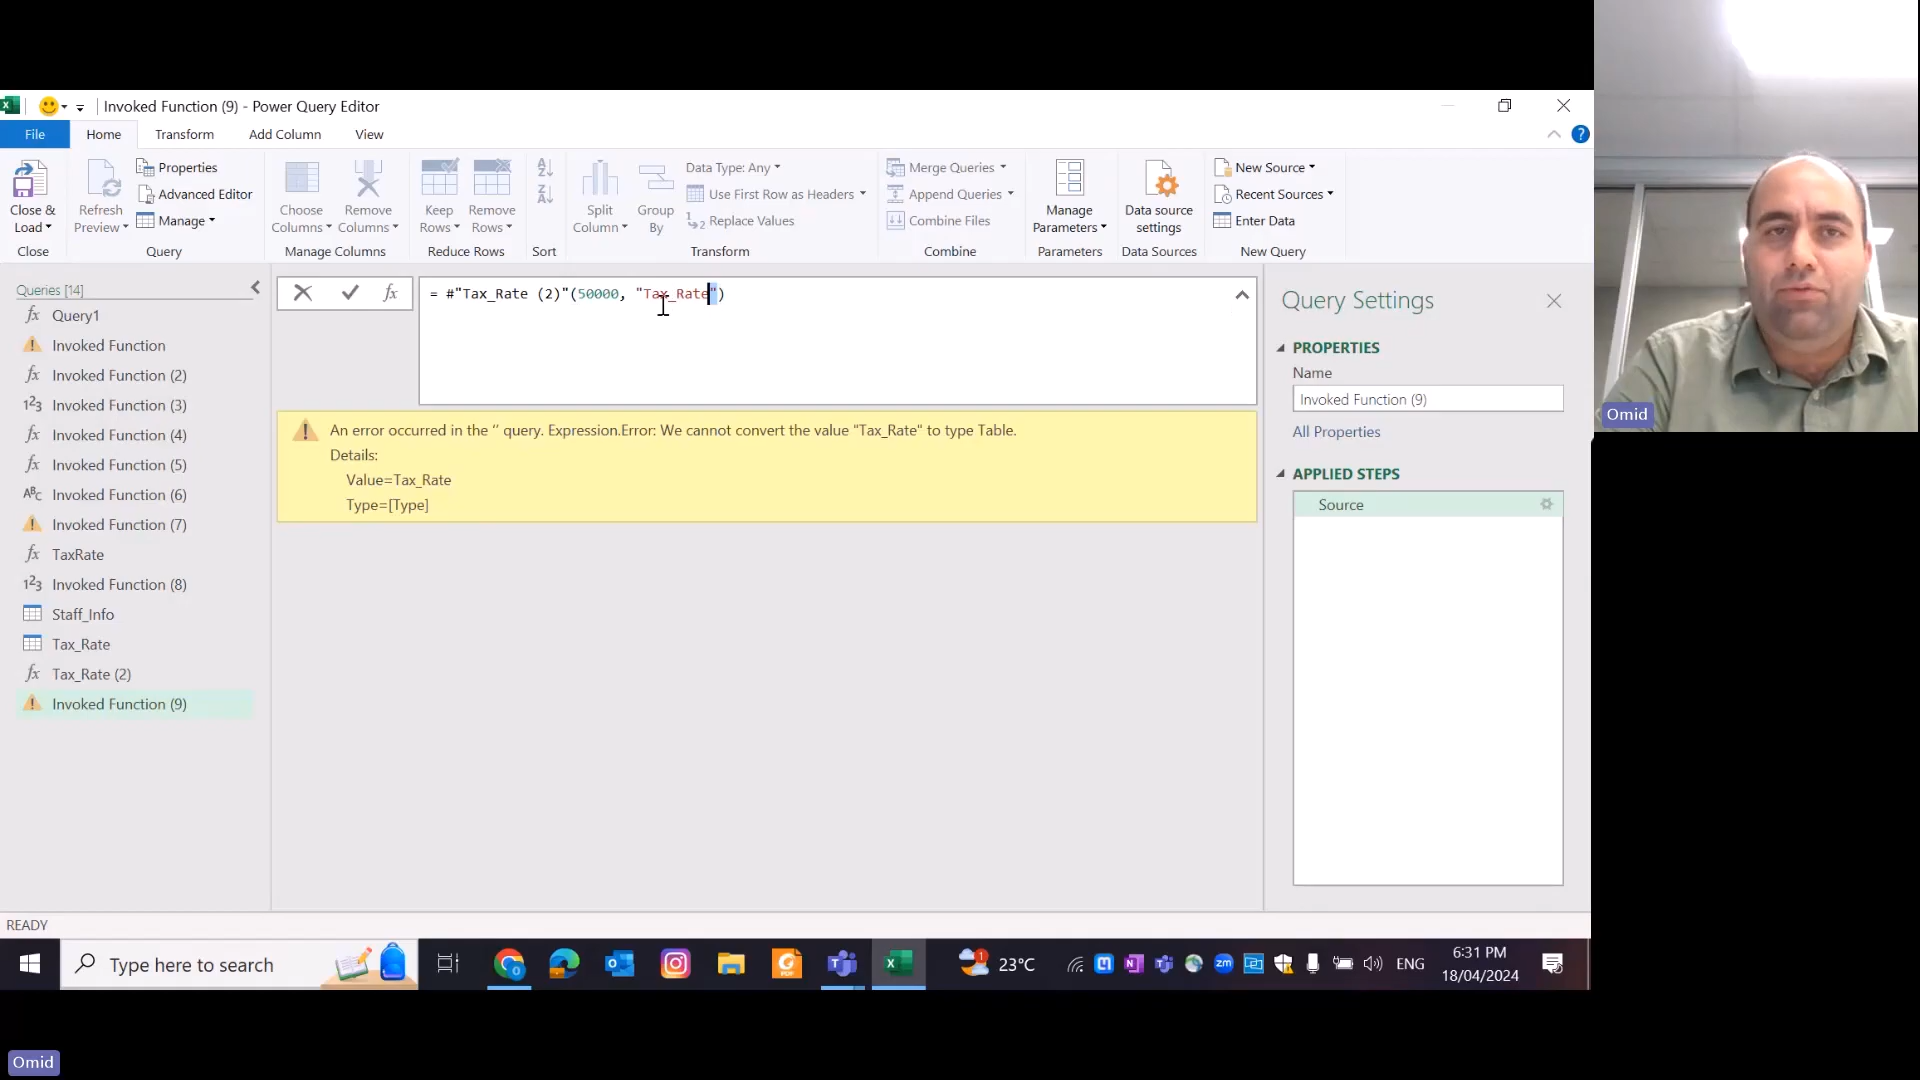 Invoked Function (9) - Power Query Editor
File Home Transform Add Column View
Close & Load
Close
Refresh Preview
Properties
Advanced Editor
Manage
Query
Choose Columns
Remove Columns
Manage Columns
Keep Rows
Remove Rows
Reduce Rows
Sort
Split Column
Group By
Data Type: Any
Use First Row as Headers
Replace Values
Transform
Merge Queries
Append Queries
Combine Files
Combine
Manage Parameters
Parameters
Data source settings
Data Sources
New Source
Recent Sources
Enter Data
New Query
Queries [14]
Query1
Invoked Function
Invoked Function (2)
Invoked Function (3)
Invoked Function (4)
Invoked Function (5)
Invoked Function (6)
Invoked Function (7)
TaxRate
Invoked Function (8)
Staff_Info
Tax_Rate
Tax_Rate (2)
Invoked Function (9)
= #"Tax_Rate (2)"(50000, "Tax_Rate")
An error occurred in the ‘’ query. Expression.Error: We cannot convert the value "Tax_Rate" to type Table.
Details:
Value=Tax_Rate
Type=[Type]
Query Settings
PROPERTIES
Name
Invoked Function (9)
All Properties
APPLIED STEPS
Source
READY
Type here to search
23°C
ENG
6:31 PM
18/04/2024
Omid
Omid